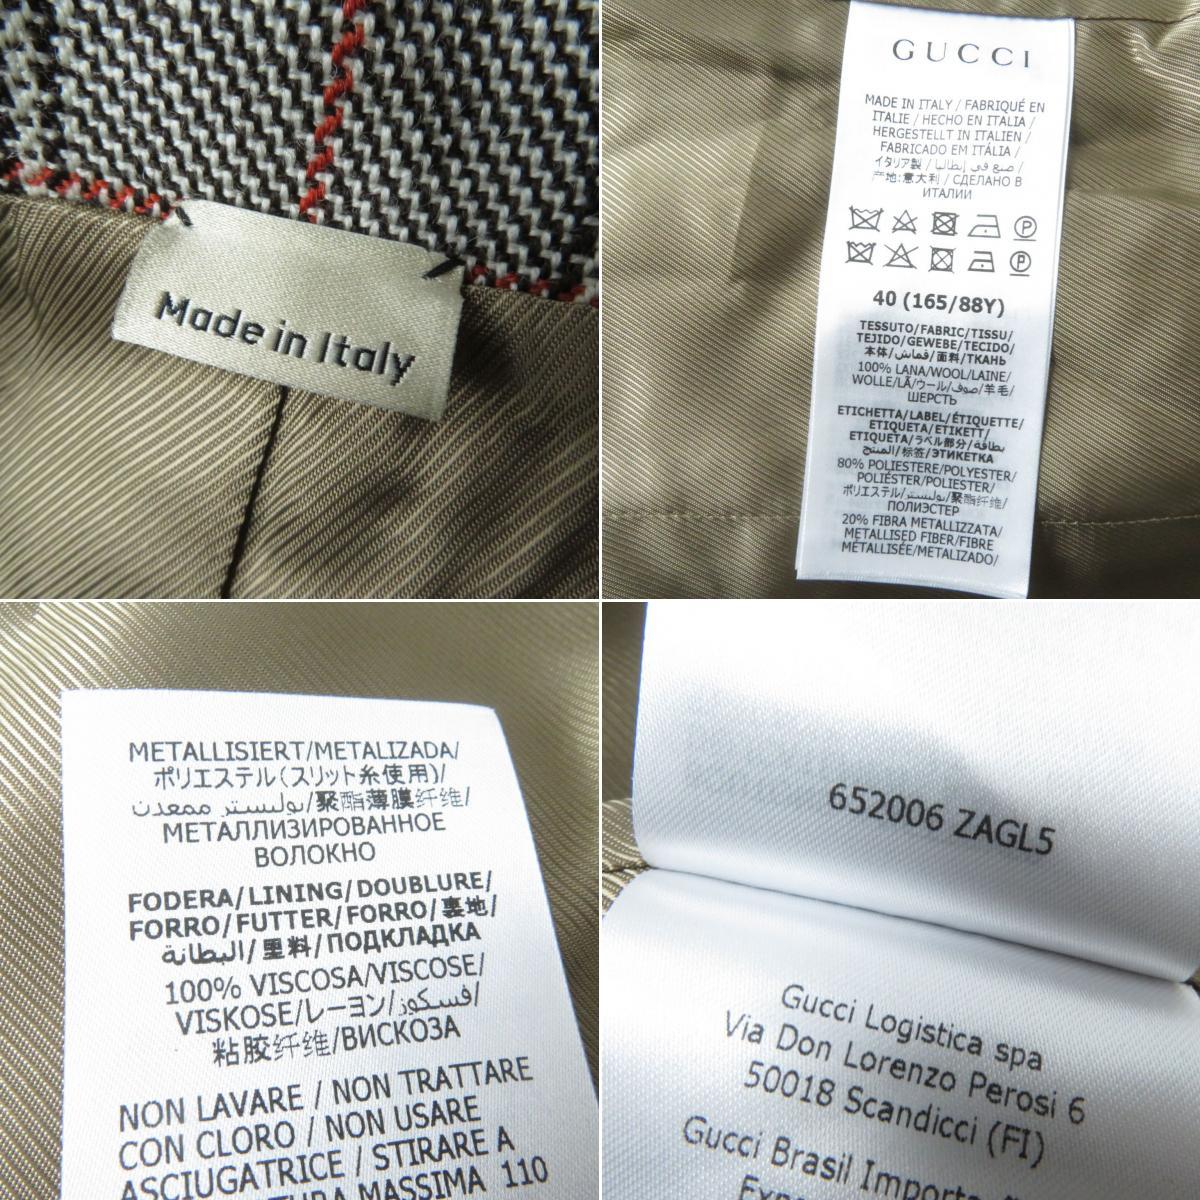 Made in Italy
GUCCI
MADE IN ITALY / FABRIQUÉ EN
ITALIE / HECHO EN ITALIA /
HERGESTELLT IN ITALIEN /
FABRICADO EM ITÁLIA /
イタリア製 / صنع في إيطاليا /
产地:意大利 / СДЕЛАНО В
ИТАЛИИ
P
P
40 (165/88Y)
TESSUTO/FABRIC/TISSU/
TEJIDO/GEWEBE/TECIDO/
本体/قماش/面料/ТКАНЬ
100% LANA/WOOL/LAINE/
WOLLE/LÃ/ウール/صوف/羊毛/
ШЕРСТЬ
ETICHETTA/LABEL/ÉTIQUETTE/
ETIQUETA/ETIKETT/
ETIQUETA/ラベル部分/بطاقة
المنتج/标签/ЭТИКЕТКА
80% POLIESTERE/POLYESTER/
POLIÉSTER/POLIESTER/
ポリエステル/بوليستر/聚酯纤维/
ПОЛИЭСТЕР
20% FIBRA METALLIZZATA/
METALLISED FIBER/FIBRE
MÉTALLISÉE/METALIZADO/
METALLISIERT/METALIZADA/
ポリエステル(スリット糸使用)/
بوليستر ممعدن/聚酯薄膜纤维/
МЕТАЛЛИЗИРОВАННОЕ
ВОЛОКНО
FODERA/LINING/DOUBLURE/
FORRO/FUTTER/FORRO/裏地/
البطانة/里料/ПОДКЛАДКА
100% VISCOSA/VISCOSE/
VISKOSE/レーヨン/فسكوز/
粘胶纤维/ВИСКОЗА
NON LAVARE / NON TRATTARE
CON CLORO / NON USARE
ASCIUGATRICE / STIRARE A
MASSIMA 110
652006 ZAGL5
Gucci Logistica spa
Via Don Lorenzo Perosi 6
50018 Scandicci (FI)
Gucci Brasil